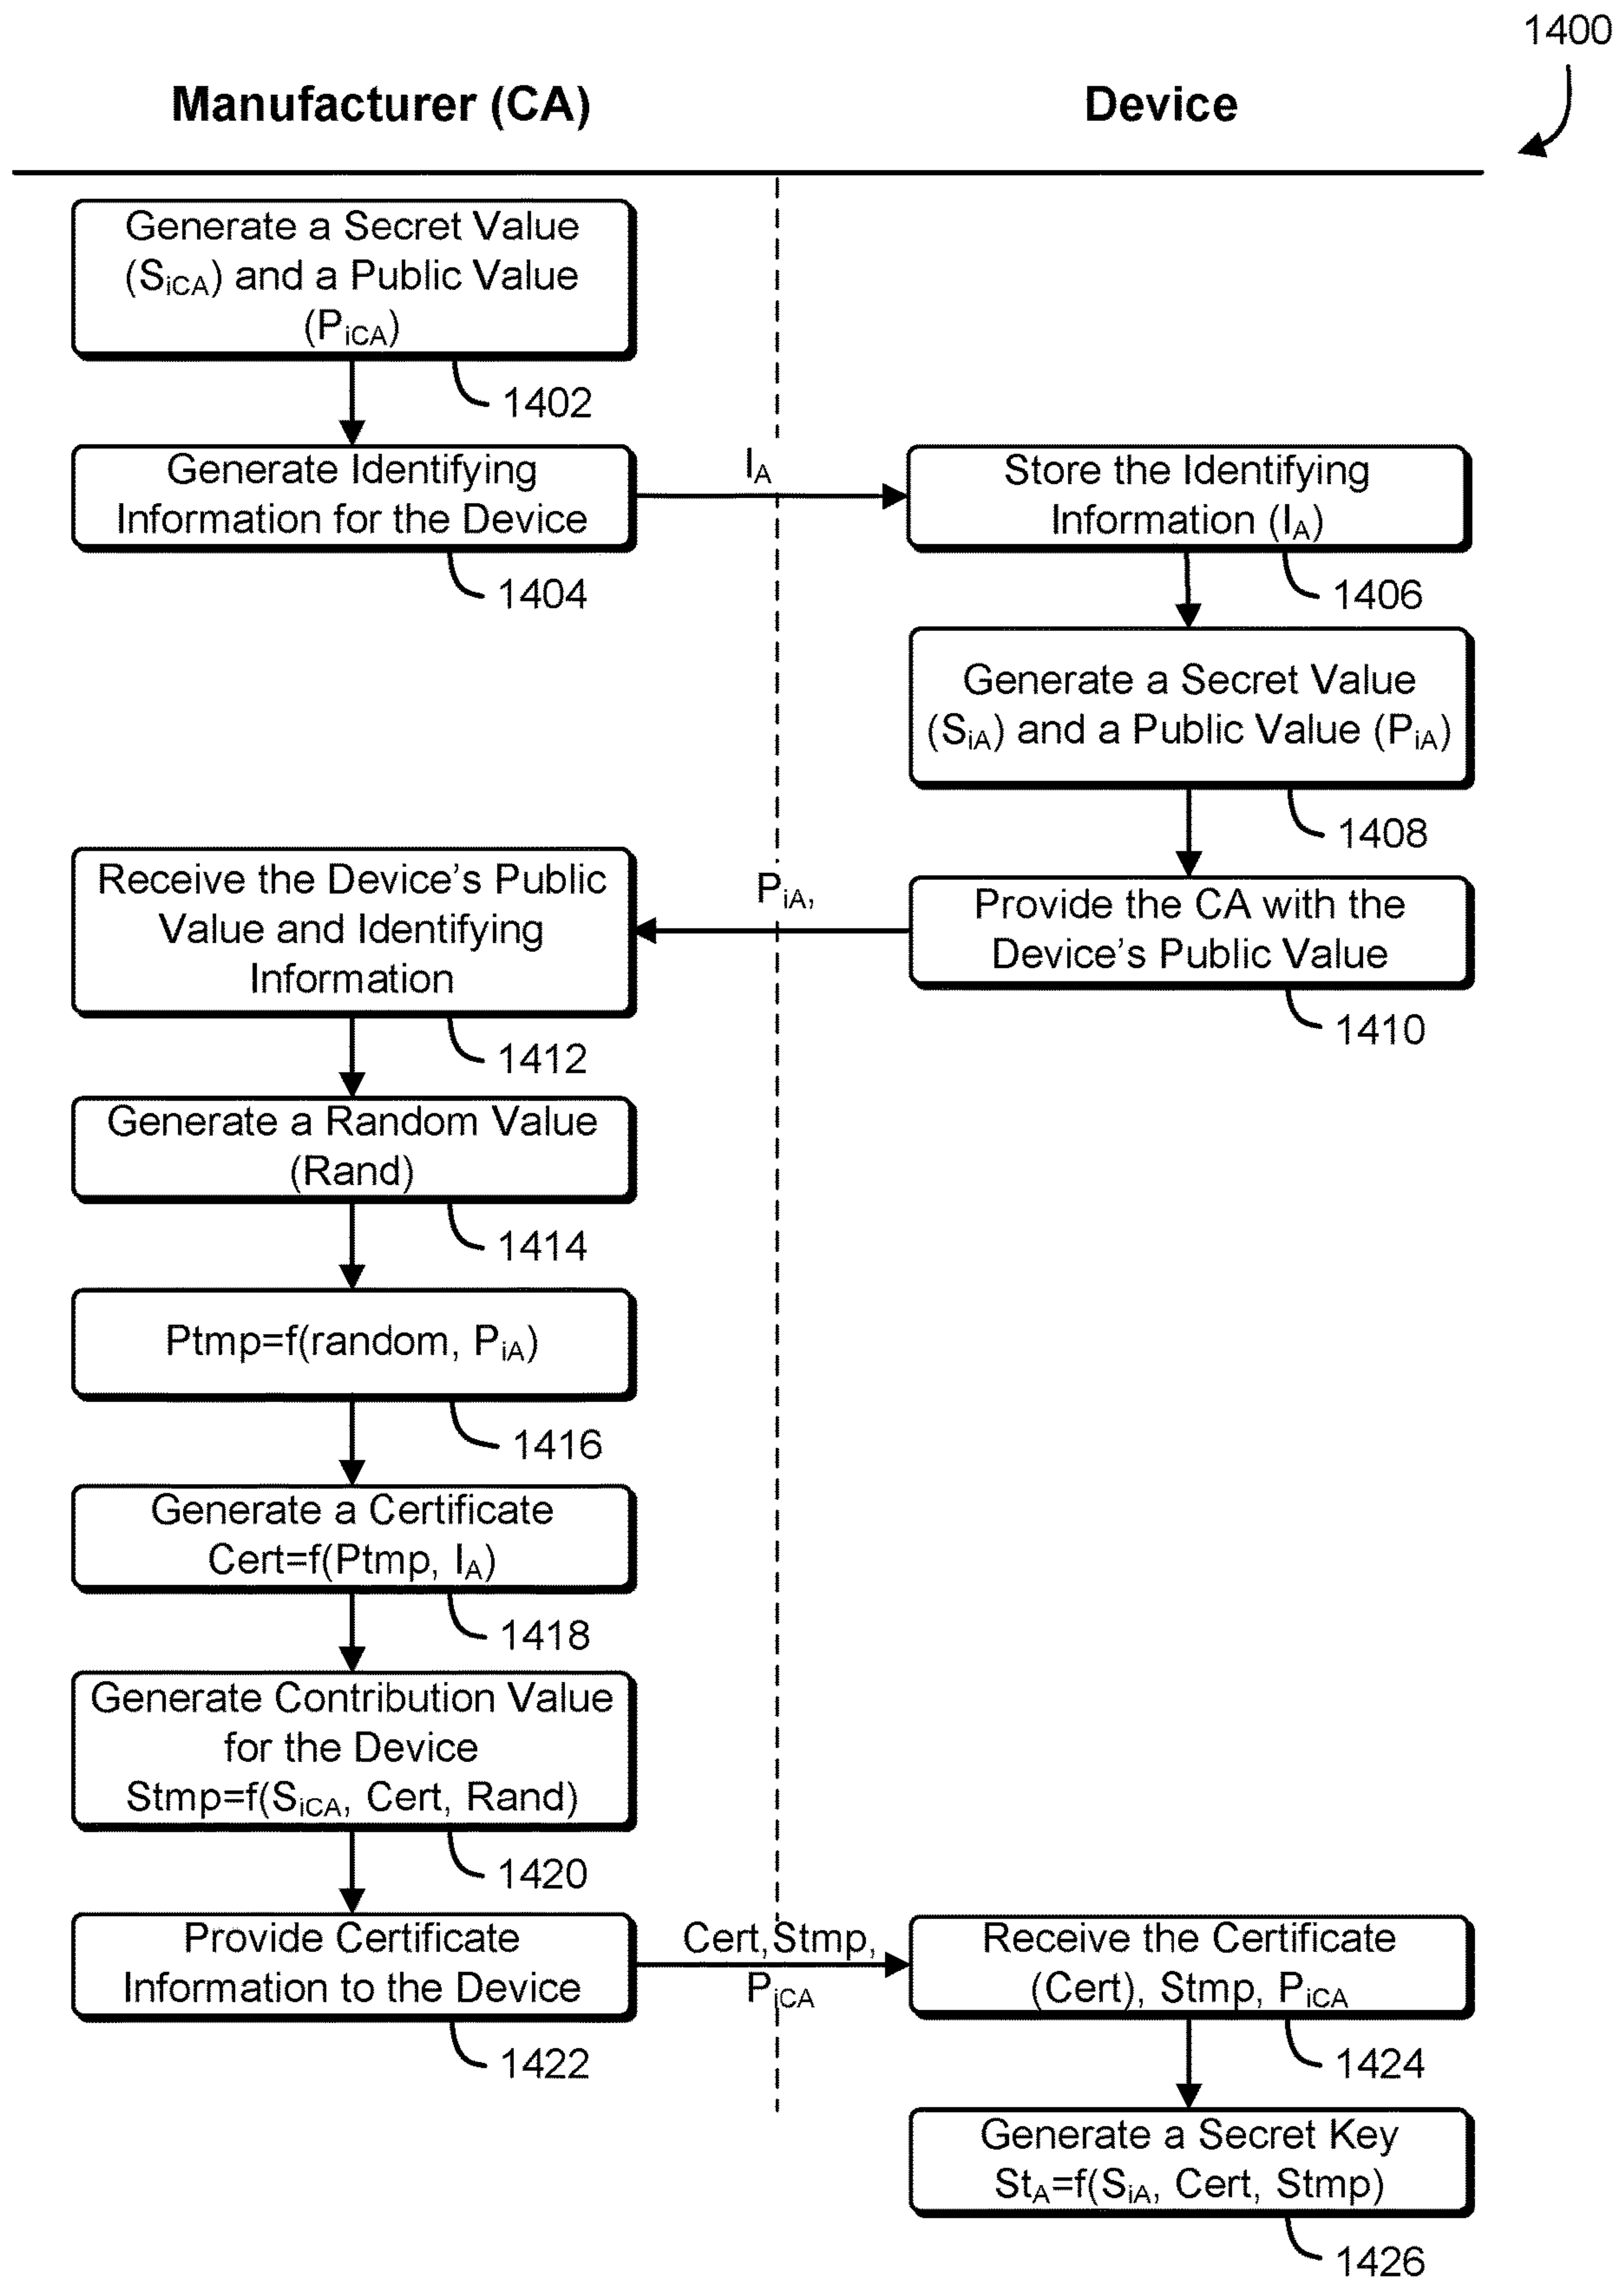 1400
Manufacturer (CA)
Device
Generate a Secret Value
(SiCA) and a Public Value
(PiCA)
1402
Generate Identifying
Information for the Device
1404
IA
Store the Identifying
Information (IA)
1406
Generate a Secret Value
(SiA) and a Public Value (PiA)
1408
Provide the CA with the
Device's Public Value
1410
PiA,
Receive the Device's Public
Value and Identifying
Information
1412
Generate a Random Value
(Rand)
1414
Ptmp=f(random, PiA)
1416
Generate a Certificate
Cert=f(Ptmp, IA)
1418
Generate Contribution Value
for the Device
Stmp=f(SiCA, Cert, Rand)
1420
Provide Certificate
Information to the Device
1422
Cert,Stmp,
PiCA
Receive the Certificate
(Cert), Stmp, PiCA
1424
Generate a Secret Key
StA=f(SiA, Cert, Stmp)
1426